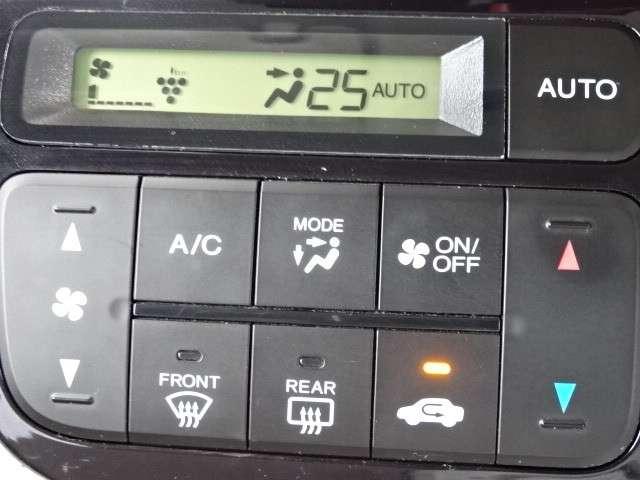 25 AUTO
AUTO
A/C
MODE
ON/
OFF
FRONT
REAR